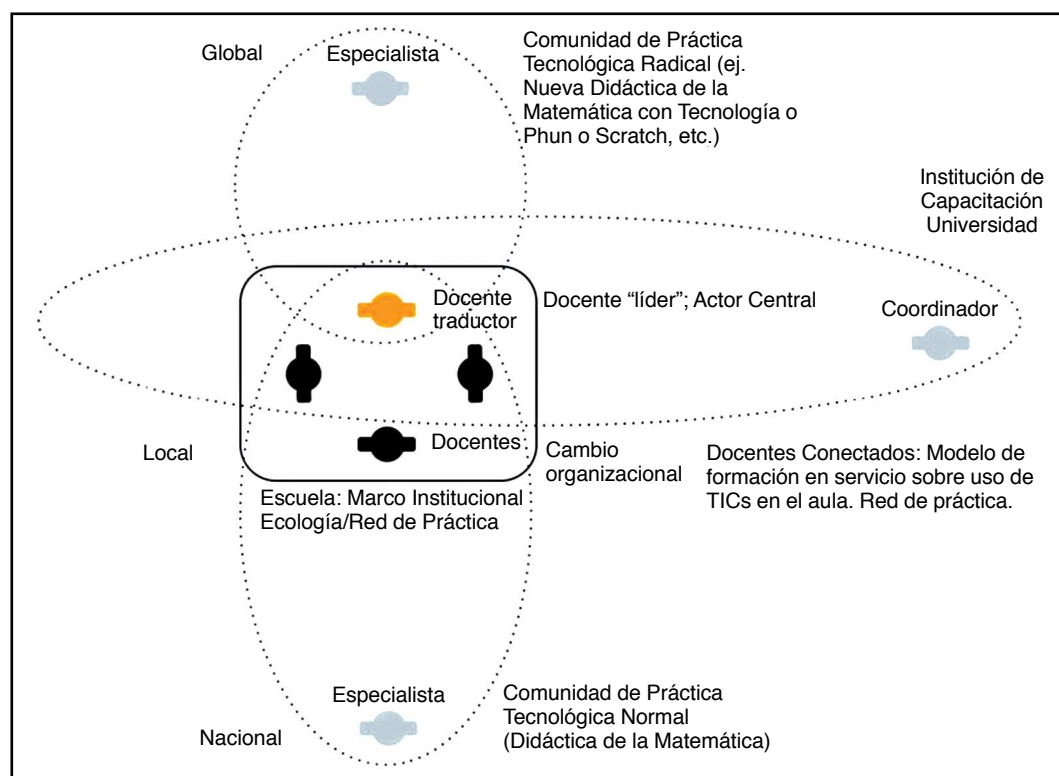 Global
Especialista
Comunidad de Práctica
Tecnológica Radical (ej.
Nueva Didáctica de la
Matemática con Tecnología o
Phun o Scratch, etc.)
Institución de
Capacitación
Universidad
Docente
traductor
Docente “líder”; Actor Central
Coordinador
Local
Docentes
Cambio
organizacional
Docentes Conectados: Modelo de
formación en servicio sobre uso de
TICs en el aula. Red de práctica.
Escuela: Marco Institucional
Ecología/Red de Práctica
Especialista
Nacional
Comunidad de Práctica
Tecnológica Normal
(Didáctica de la Matemática)